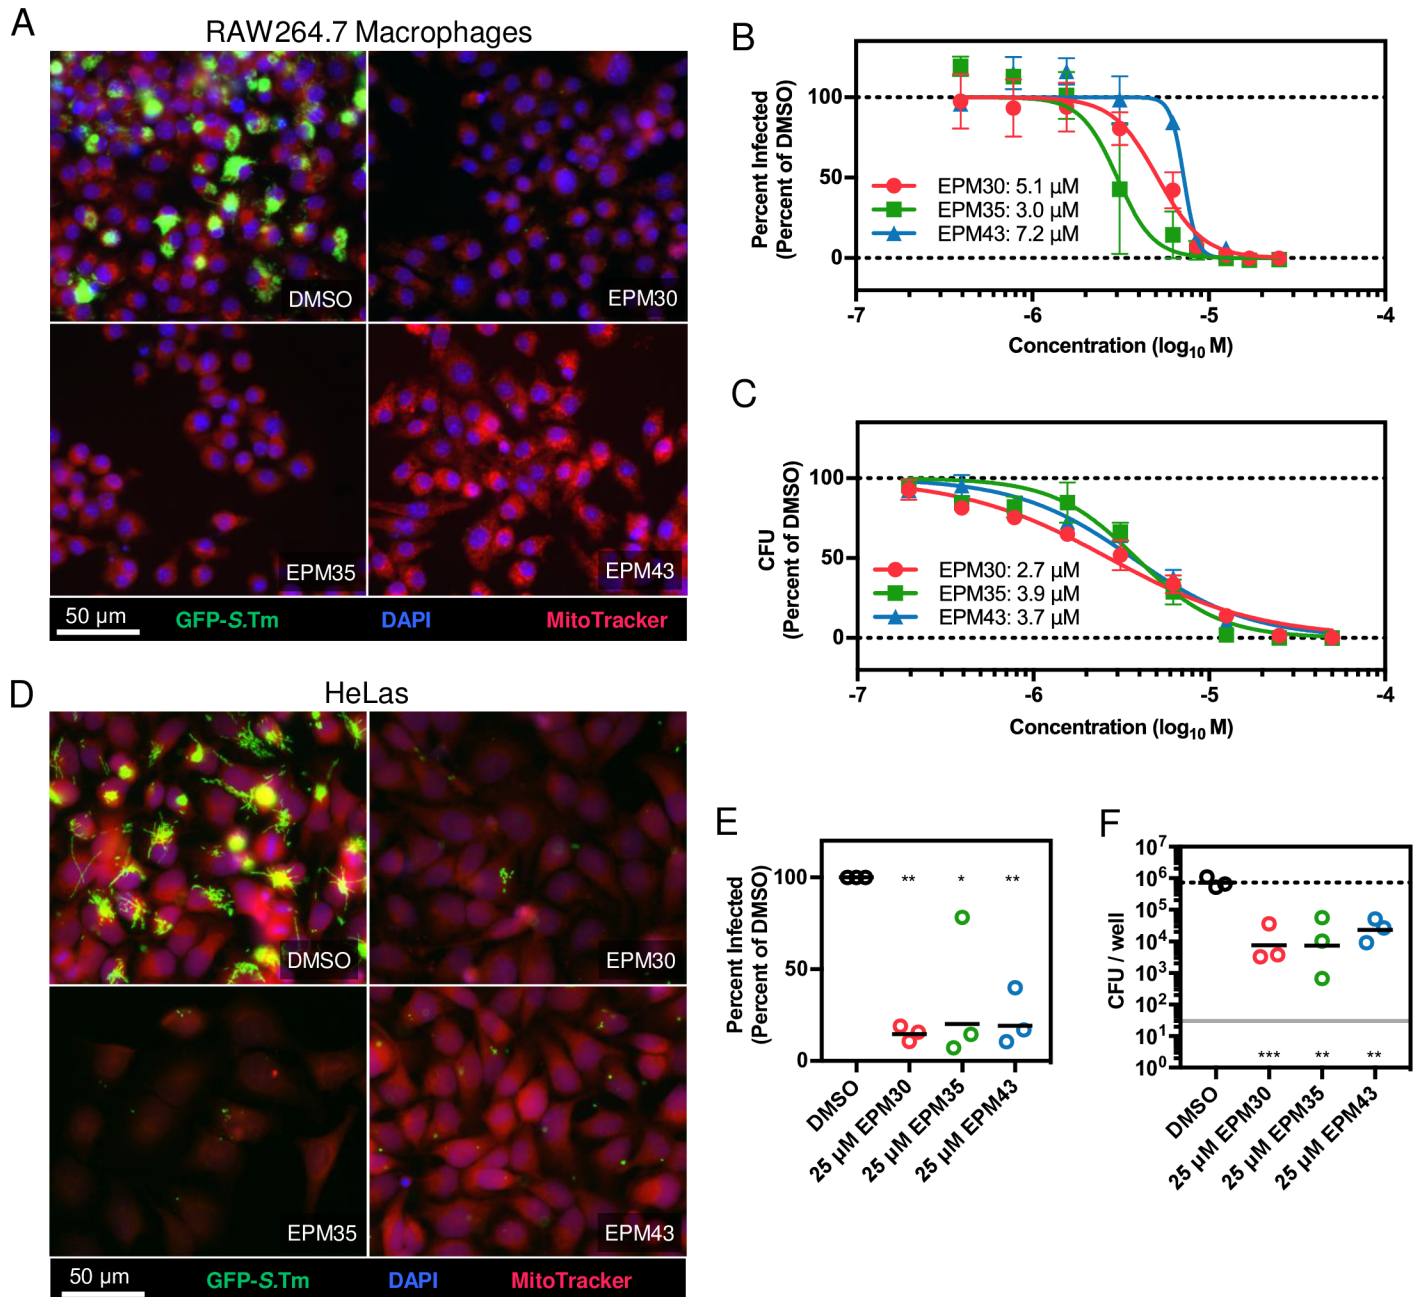 A
RAW264.7 Macrophages
DMSO
EPM30
EPM35
EPM43
50 µm
GFP-S.Tm
DAPI
MitoTracker
B
Percent Infected
(Percent of DMSO)
100
50
0
EPM30: 5.1 µM
EPM35: 3.0 µM
EPM43: 7.2 µM
-7
-6
-5
-4
Concentration (log10 M)
C
CFU
(Percent of DMSO)
100
50
0
EPM30: 2.7 µM
EPM35: 3.9 µM
EPM43: 3.7 µM
-7
-6
-5
-4
Concentration (log10 M)
D
HeLas
DMSO
EPM30
EPM35
EPM43
50 µm
GFP-S.Tm
DAPI
MitoTracker
E
Percent Infected
(Percent of DMSO)
100
50
0
**
*
**
DMSO
25 µM EPM30
25 µM EPM35
25 µM EPM43
F
CFU / well
10^7
10^6
10^5
10^4
10^3
10^2
10^1
10^0
***
**
**
DMSO
25 µM EPM30
25 µM EPM35
25 µM EPM43